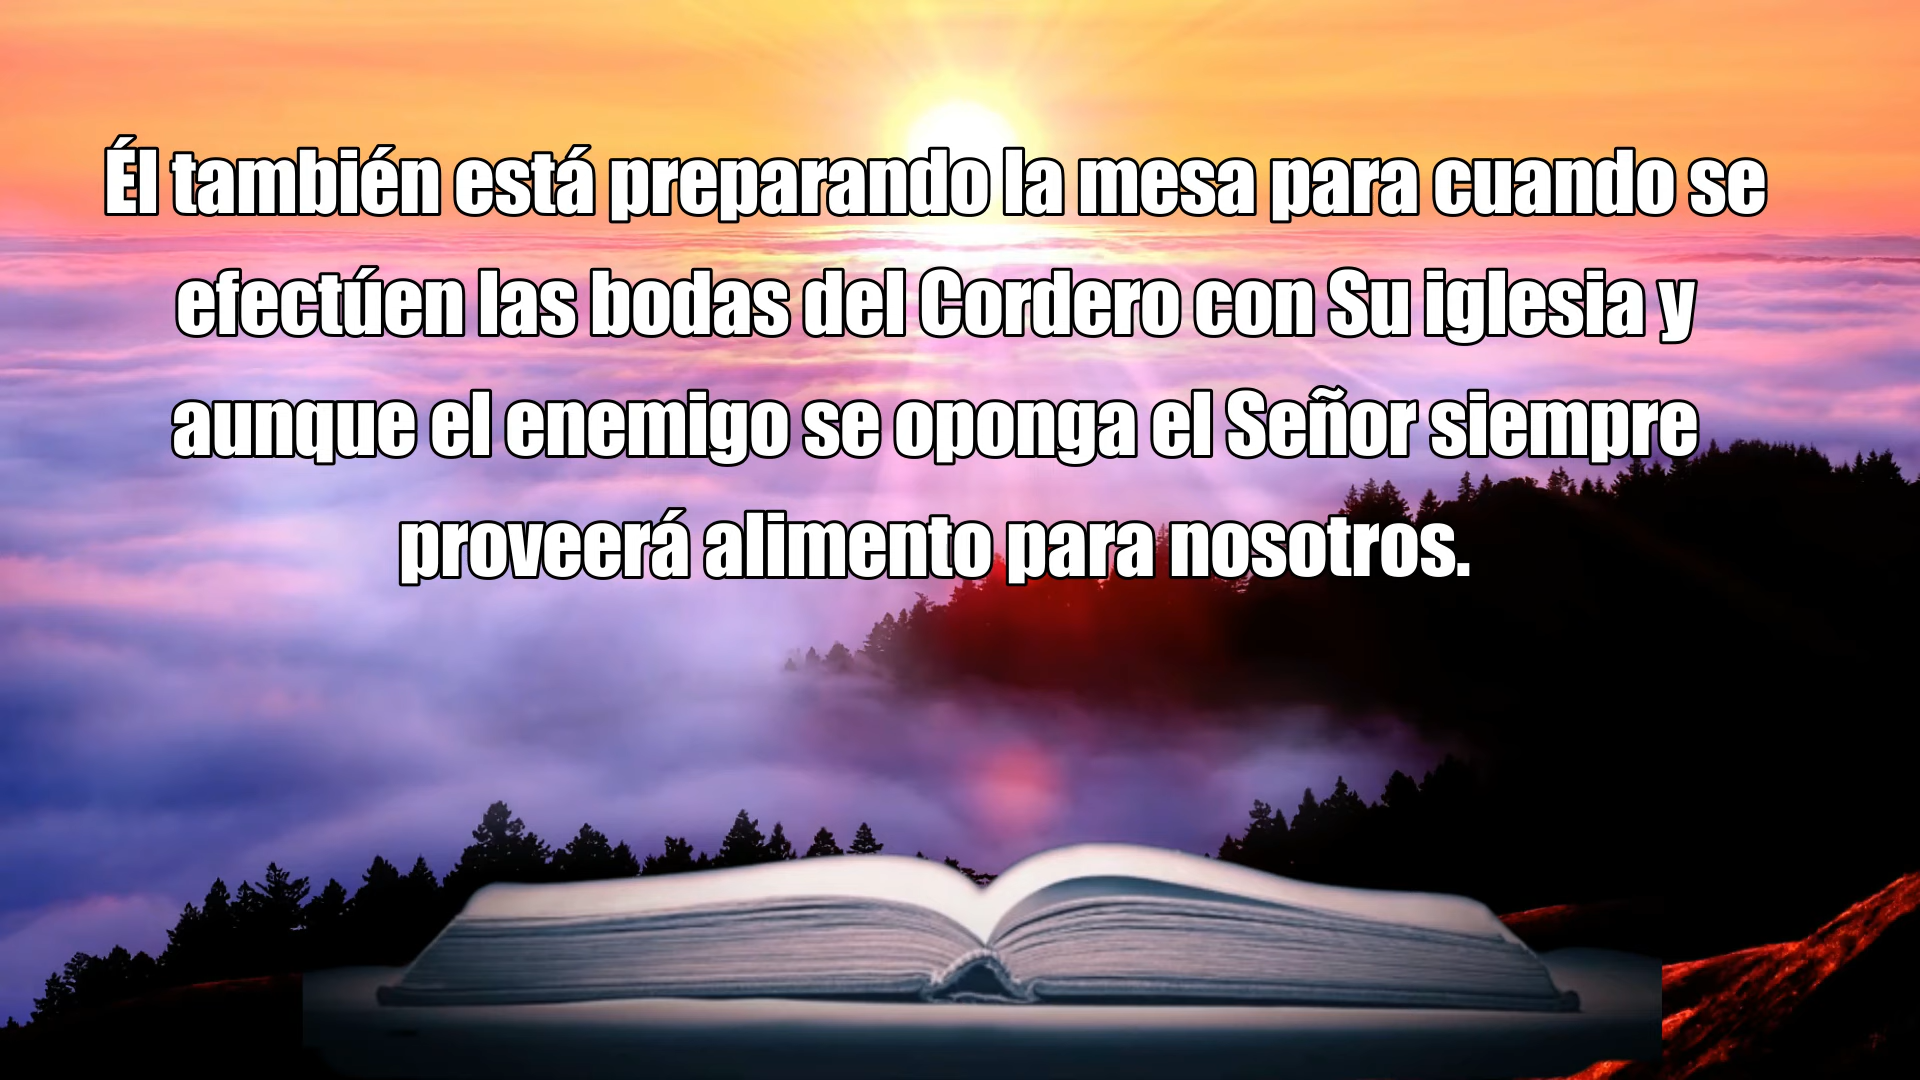 Él también está preparando la mesa para cuando se
efectúen las bodas del Cordero con Su iglesia y
aunque el enemigo se oponga el Señor siempre
proveerá alimento para nosotros.